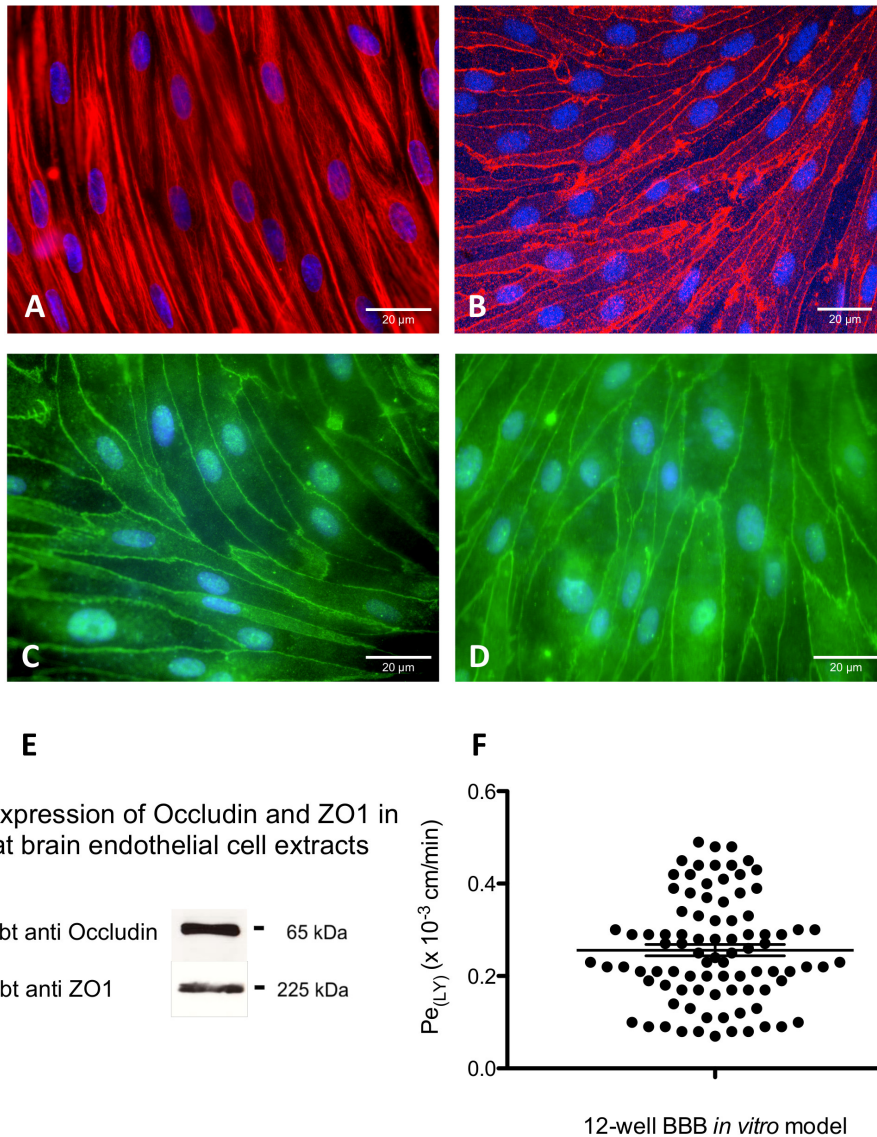 A
20 µm
B
20 µm
C
20 µm
D
20 µm
E
xpression of Occludin and ZO1 in
at brain endothelial cell extracts
bt anti Occludin
65 kDa
bt anti ZO1
225 kDa
F
0.6
0.4
0.2
0.0
Pe(LY) (x 10-3 cm/min)
12-well BBB in vitro model